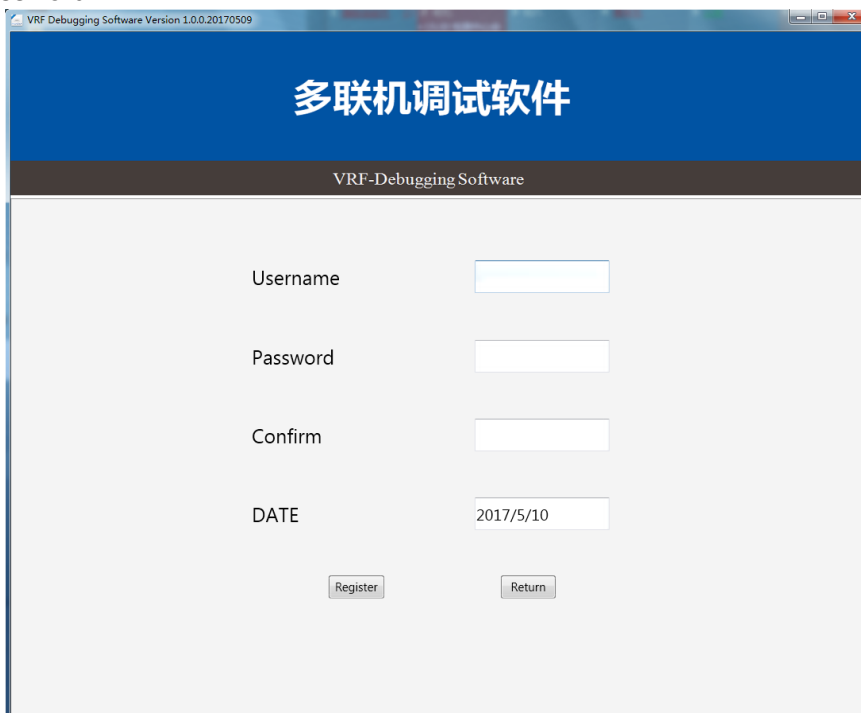 VRF Debugging Software Version 1.0.0.20170509
多联机调试软件
VRF-Debugging Software
Username
Password
Confirm
DATE 2017/5/10
Register Return